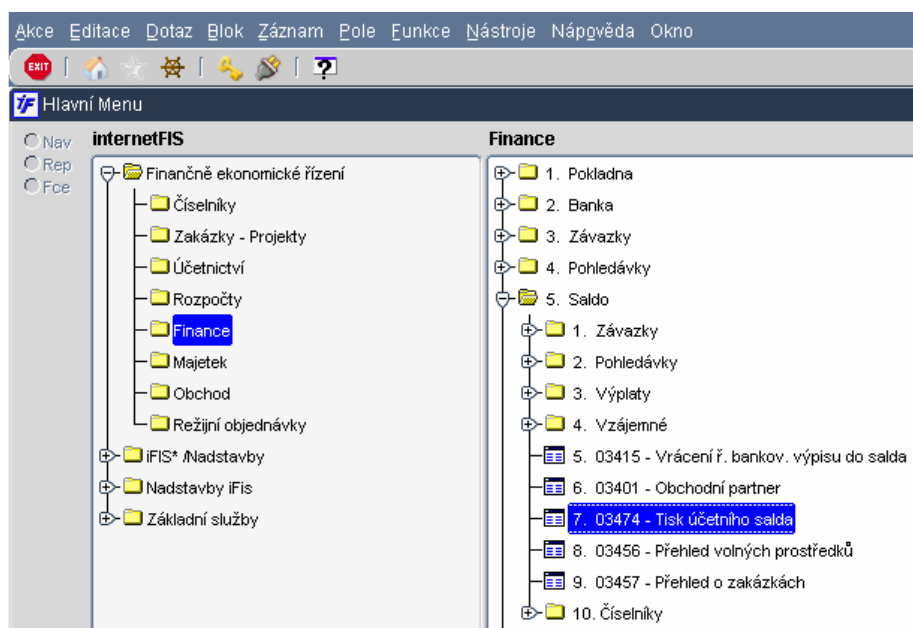 Akce Editace Dotaz Blok Záznam Pole Funkce Nástroje Nápověda Okno
EXIT
iF Hlavní Menu
Nav
Rep
Fce
internetFIS
Finančně ekonomické řízení
Číselníky
Zakázky - Projekty
Účetnictví
Rozpočty
Finance
Majetek
Obchod
Režijní objednávky
iFIS* /Nadstavby
Nadstavby iFis
Základní služby
Finance
1. Pokladna
2. Banka
3. Závazky
4. Pohledávky
5. Saldo
1. Závazky
2. Pohledávky
3. Výplaty
4. Vzájemné
5. 03415 - Vrácení ř. bankov. výpisu do salda
6. 03401 - Obchodní partner
7. 03474 - Tisk účetního salda
8. 03456 - Přehled volných prostředků
9. 03457 - Přehled o zakázkách
10. Číselníky